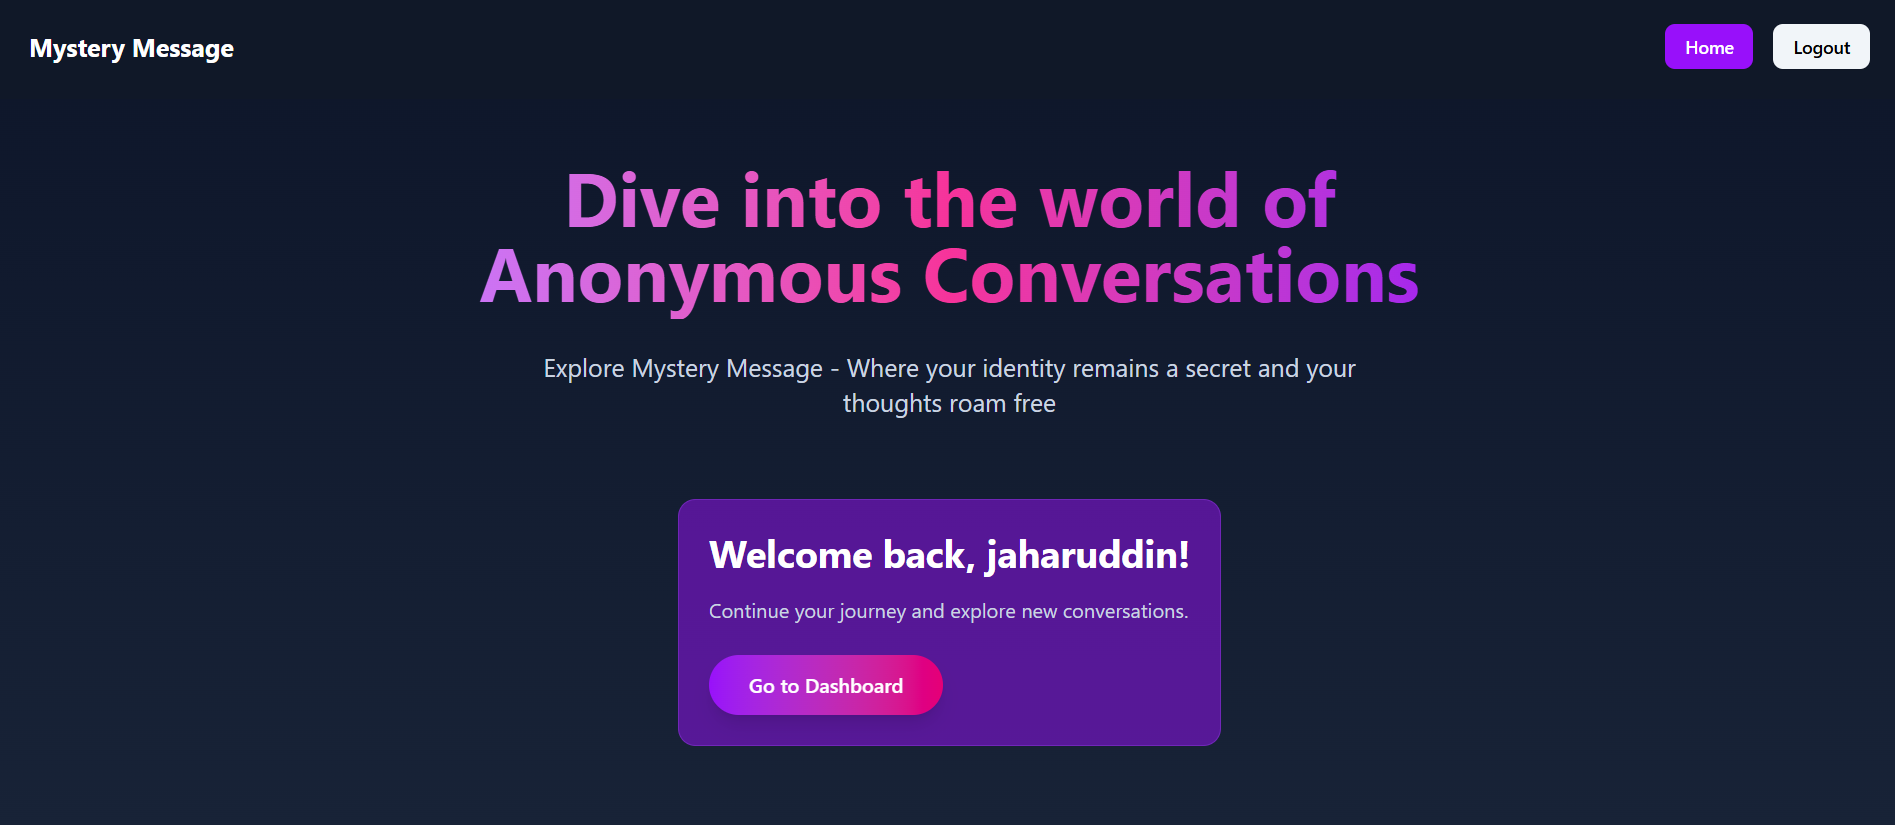 Mystery Message
Home
Logout
Dive into the world of
Anonymous Conversations
Explore Mystery Message - Where your identity remains a secret and your
thoughts roam free
Welcome back, jaharuddin!
Continue your journey and explore new conversations.
Go to Dashboard